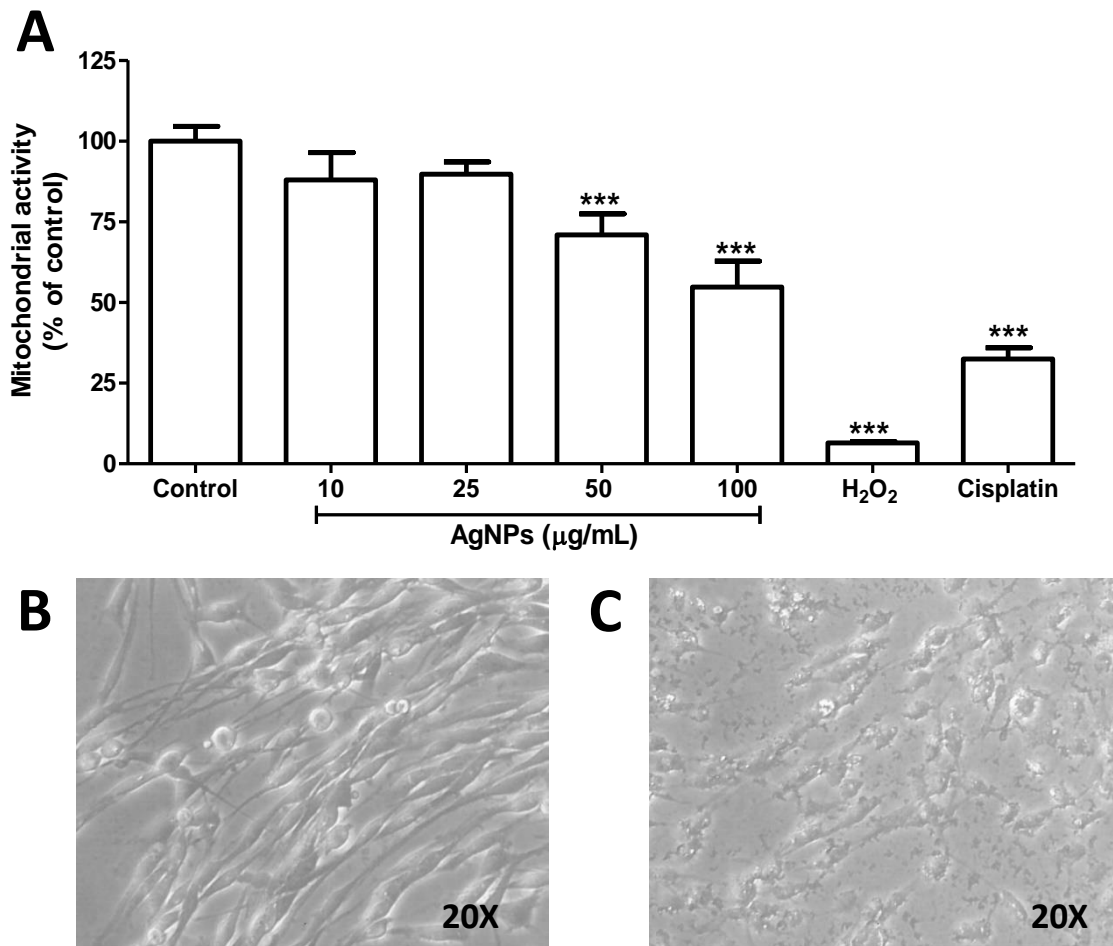 A
Mitochondrial activity
(% of control)
125
100
75
50
25
0
***
***
***
***
Control
10
25
50
100
H₂O₂
Cisplatin
AgNPs (μg/mL)
B
20X
C
20X